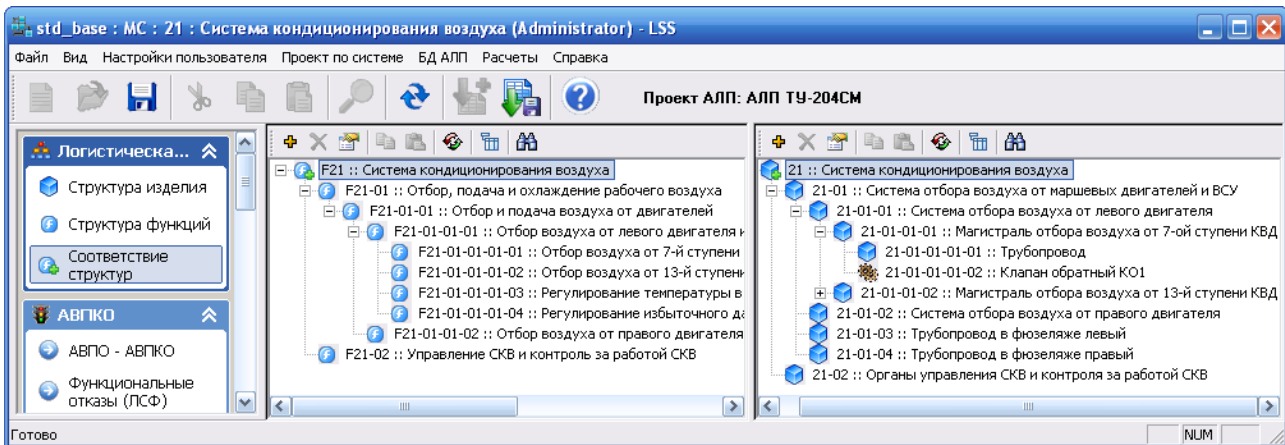 std_base : МС : 21 : Система кондиционирования воздуха (Administrator) - LSS
Файл Вид Настройки пользователя Проект по системе БД АЛП Расчеты Справка
Проект АЛП: АЛП ТУ-204СМ
Логистическа...
Структура изделия
Структура функций
Соответствие
структур
АВПКО
АВПО - АВПКО
Функциональные
отказы (ЛСФ)
F21 :: Система кондиционирования воздуха
F21-01 :: Отбор, подача и охлаждение рабочего воздуха
F21-01-01 :: Отбор и подача воздуха от двигателей
F21-01-01-01 :: Отбор воздуха от левого двигателя и
F21-01-01-01-01 :: Отбор воздуха от 7-й ступени
F21-01-01-01-02 :: Отбор воздуха от 13-й ступени
F21-01-01-01-03 :: Регулирование температуры в
F21-01-01-01-04 :: Регулирование избыточного да
F21-01-01-02 :: Отбор воздуха от правого двигателя
F21-02 :: Управление СКВ и контроль за работой СКВ
21 :: Система кондиционирования воздуха
21-01 :: Система отбора воздуха от маршевых двигателей и ВСУ
21-01-01 :: Система отбора воздуха от левого двигателя
21-01-01-01 :: Магистраль отбора воздуха от 7-ой ступени КВД
21-01-01-01-01 :: Трубопровод
21-01-01-01-02 :: Клапан обратный КО1
21-01-01-02 :: Магистраль отбора воздуха от 13-й ступени КВД
21-01-02 :: Система отбора воздуха от правого двигателя
21-01-03 :: Трубопровод в фюзеляже левый
21-01-04 :: Трубопровод в фюзеляже правый
21-02 :: Органы управления СКВ и контроля за работой СКВ
Готово
NUM